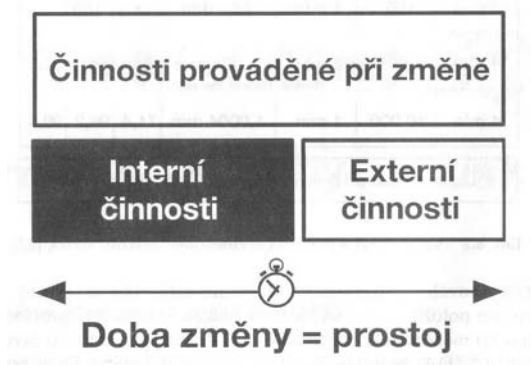 Činnosti prováděné při změně
Interní
činnosti
Externí
činnosti
Doba změny = prostoj